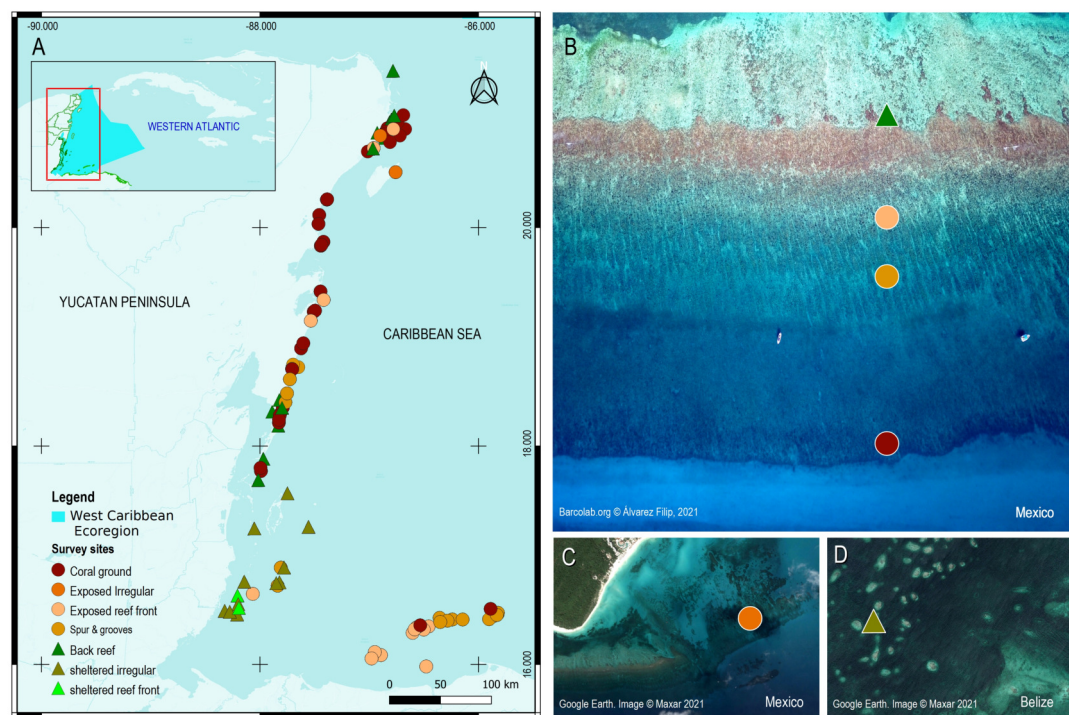 -90.000
-88.000
-86.000
A
N
WESTERN ATLANTIC
20.000
YUCATAN PENINSULA
CARIBBEAN SEA
18.000
Legend
West Caribbean
Ecoregion
Survey sites
Coral ground
Exposed Irregular
Exposed reef front
Spur & grooves
Back reef
sheltered irregular
sheltered reef front
16.000
0
50
100 km
B
Barcolab.org © Álvarez Filip, 2021
Mexico
C
Google Earth. Image © Maxar 2021
Mexico
D
Google Earth. Image © Maxar 2021
Belize